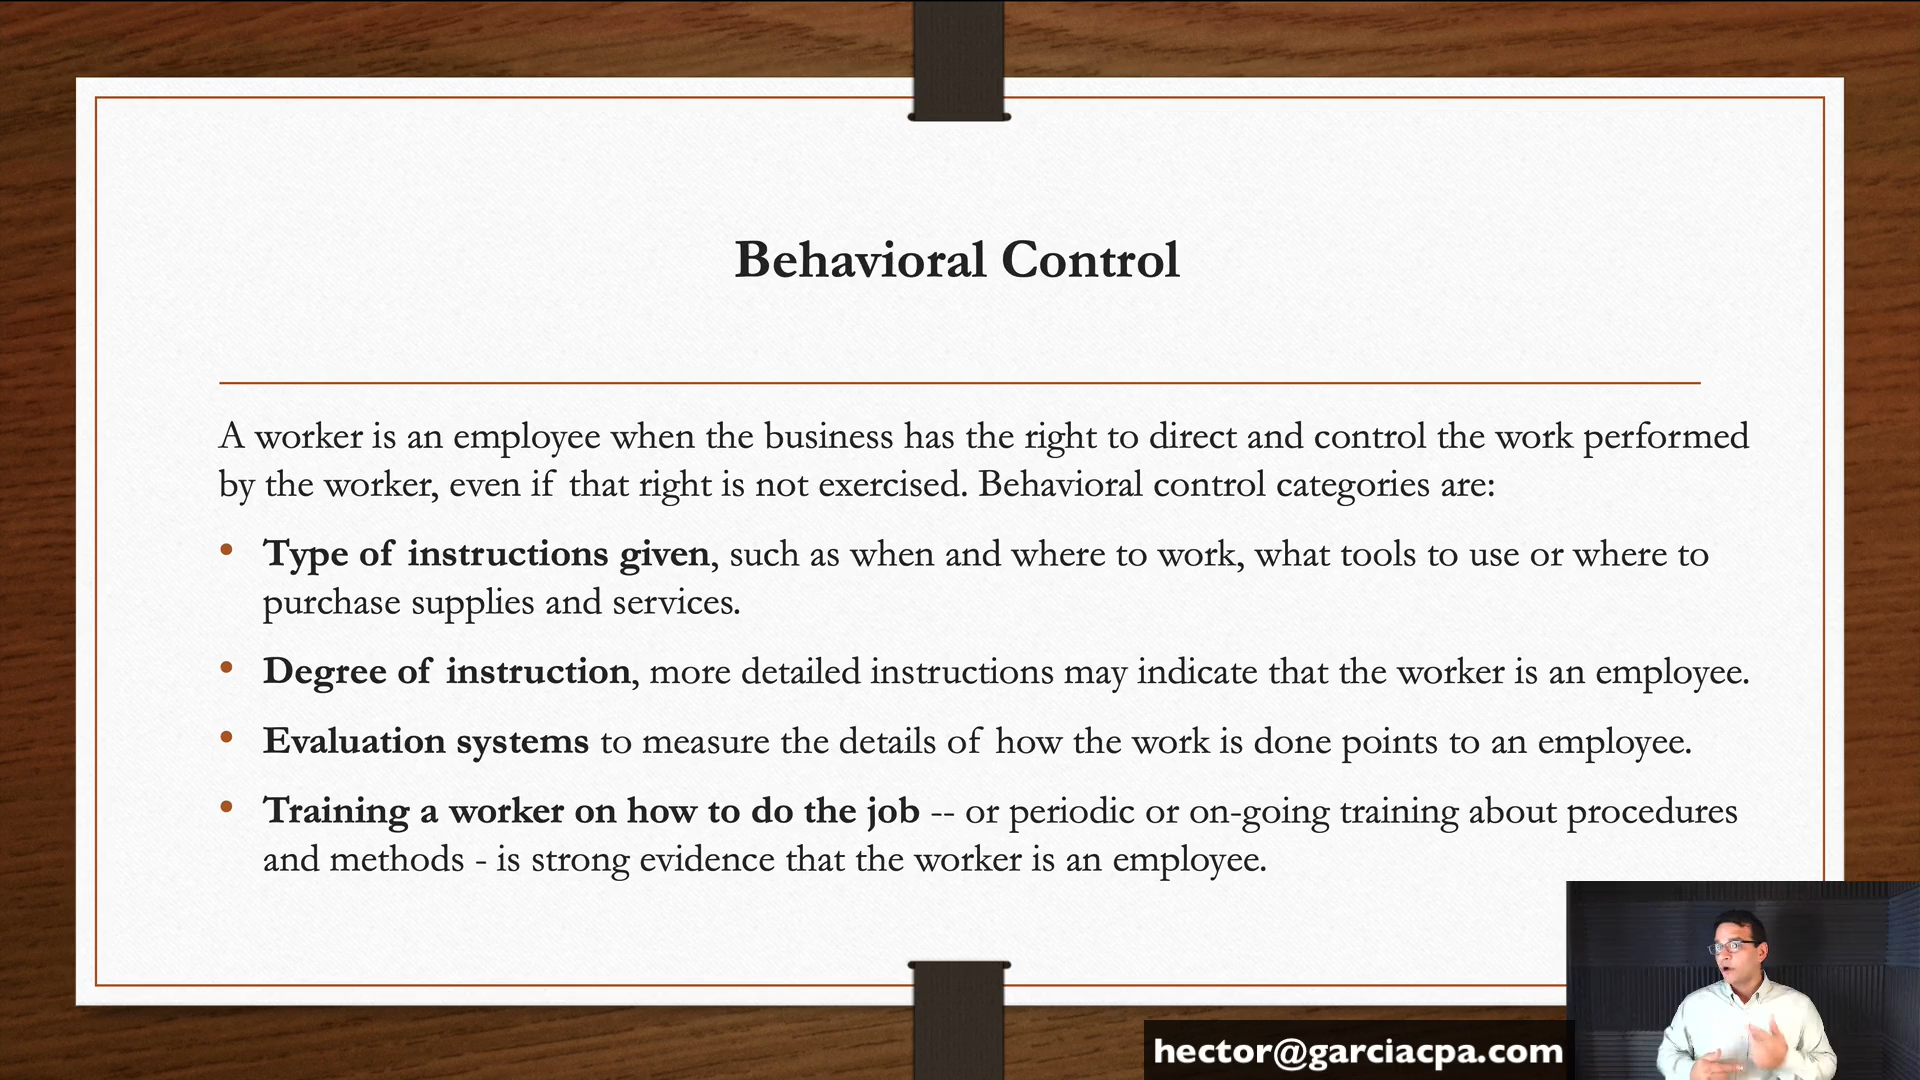 Behavioral Control
A worker is an employee when the business has the right to direct and control the work performed
by the worker, even if that right is not exercised. Behavioral control categories are:
• Type of instructions given, such as when and where to work, what tools to use or where to
purchase supplies and services.
• Degree of instruction, more detailed instructions may indicate that the worker is an employee.
• Evaluation systems to measure the details of how the work is done points to an employee.
• Training a worker on how to do the job -- or periodic or on-going training about procedures
and methods - is strong evidence that the worker is an employee.
hector@garciacpa.com